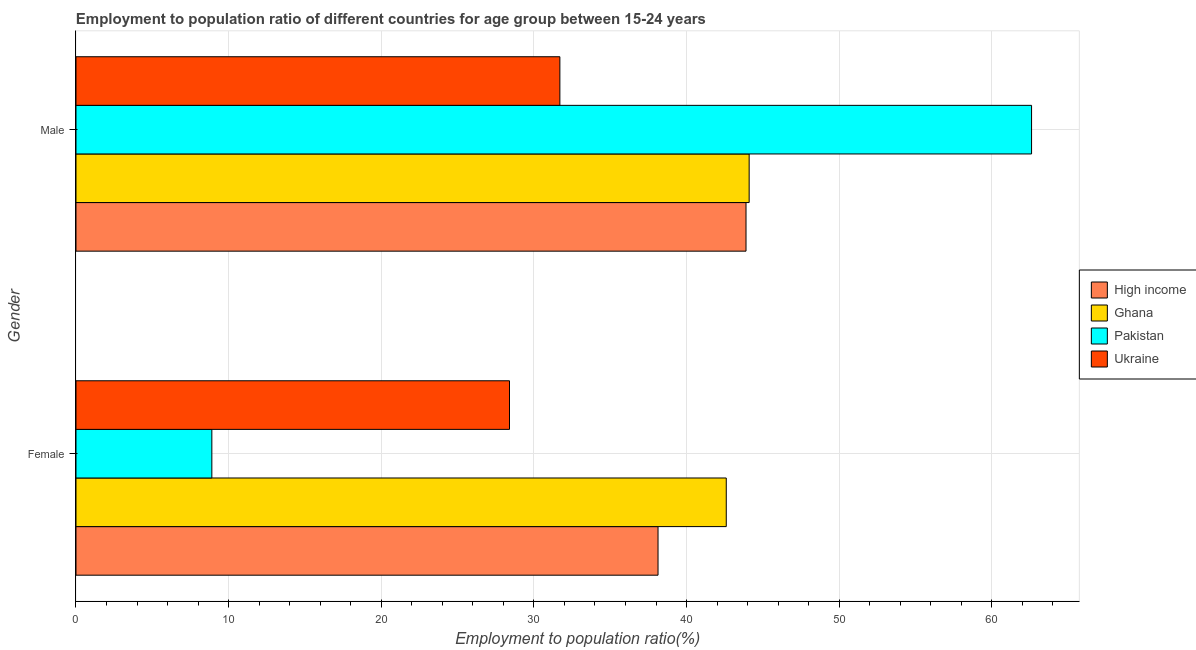 Employment to population ratio of different countries for age group between 15-24 years
Male
Female
Gender
0
10
20
30
40
50
60
Employment to population ratio(%)
High income
Ghana
Pakistan
Ukraine